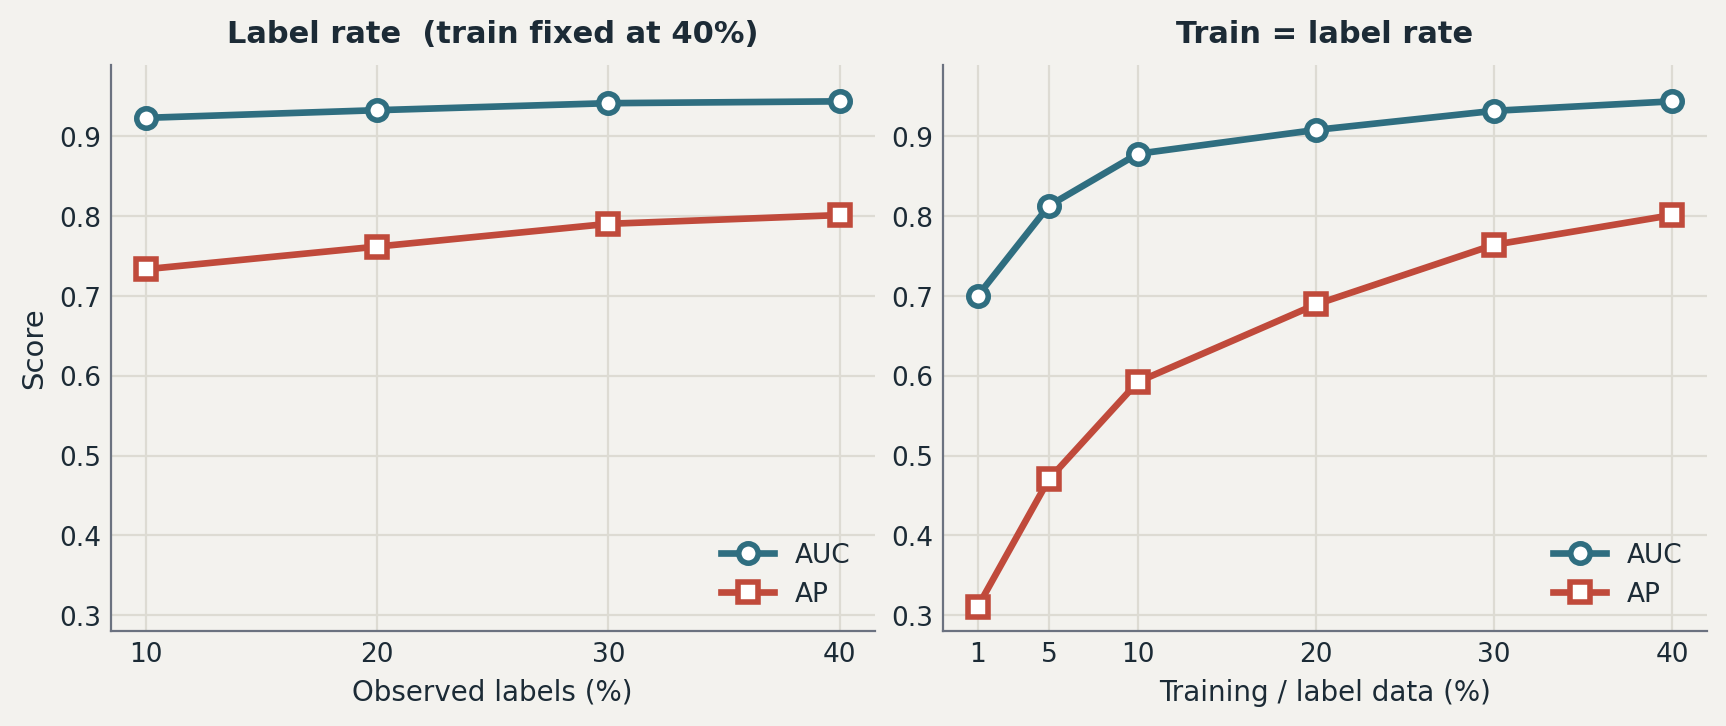 Label rate  (train fixed at 40%)
Score
0.9
0.8
0.7
0.6
0.5
0.4
0.3
AUC
AP
10 20 30 40
Observed labels (%)
Train = label rate
0.9
0.8
0.7
0.6
0.5
0.4
0.3
AUC
AP
1 5 10 20 30 40
Training / label data (%)